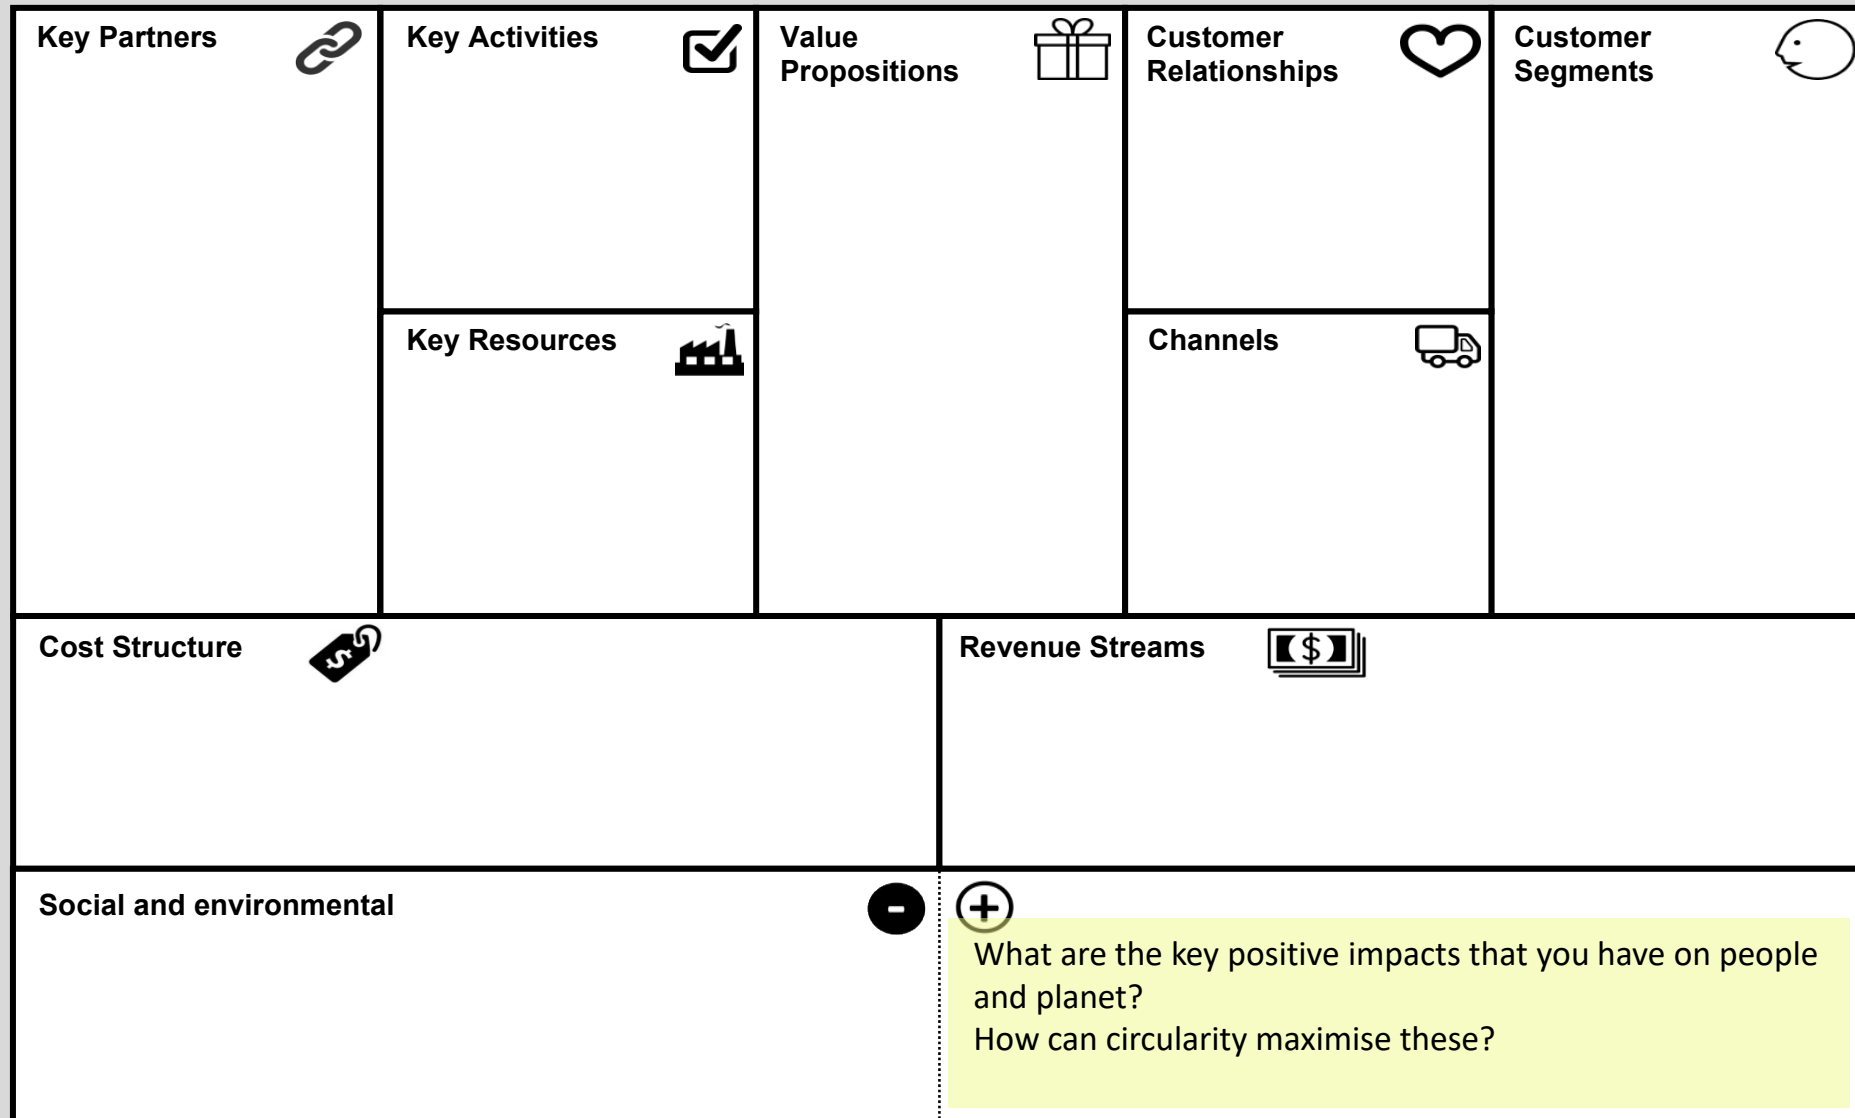 Key Partners
Key Activities
Value
Propositions
Customer
Relationships
Customer
Segments
Key Resources
Channels
Cost Structure
$
Revenue Streams
$
Social and environmental
-
+
What are the key positive impacts that you have on people
and planet?
How can circularity maximise these?